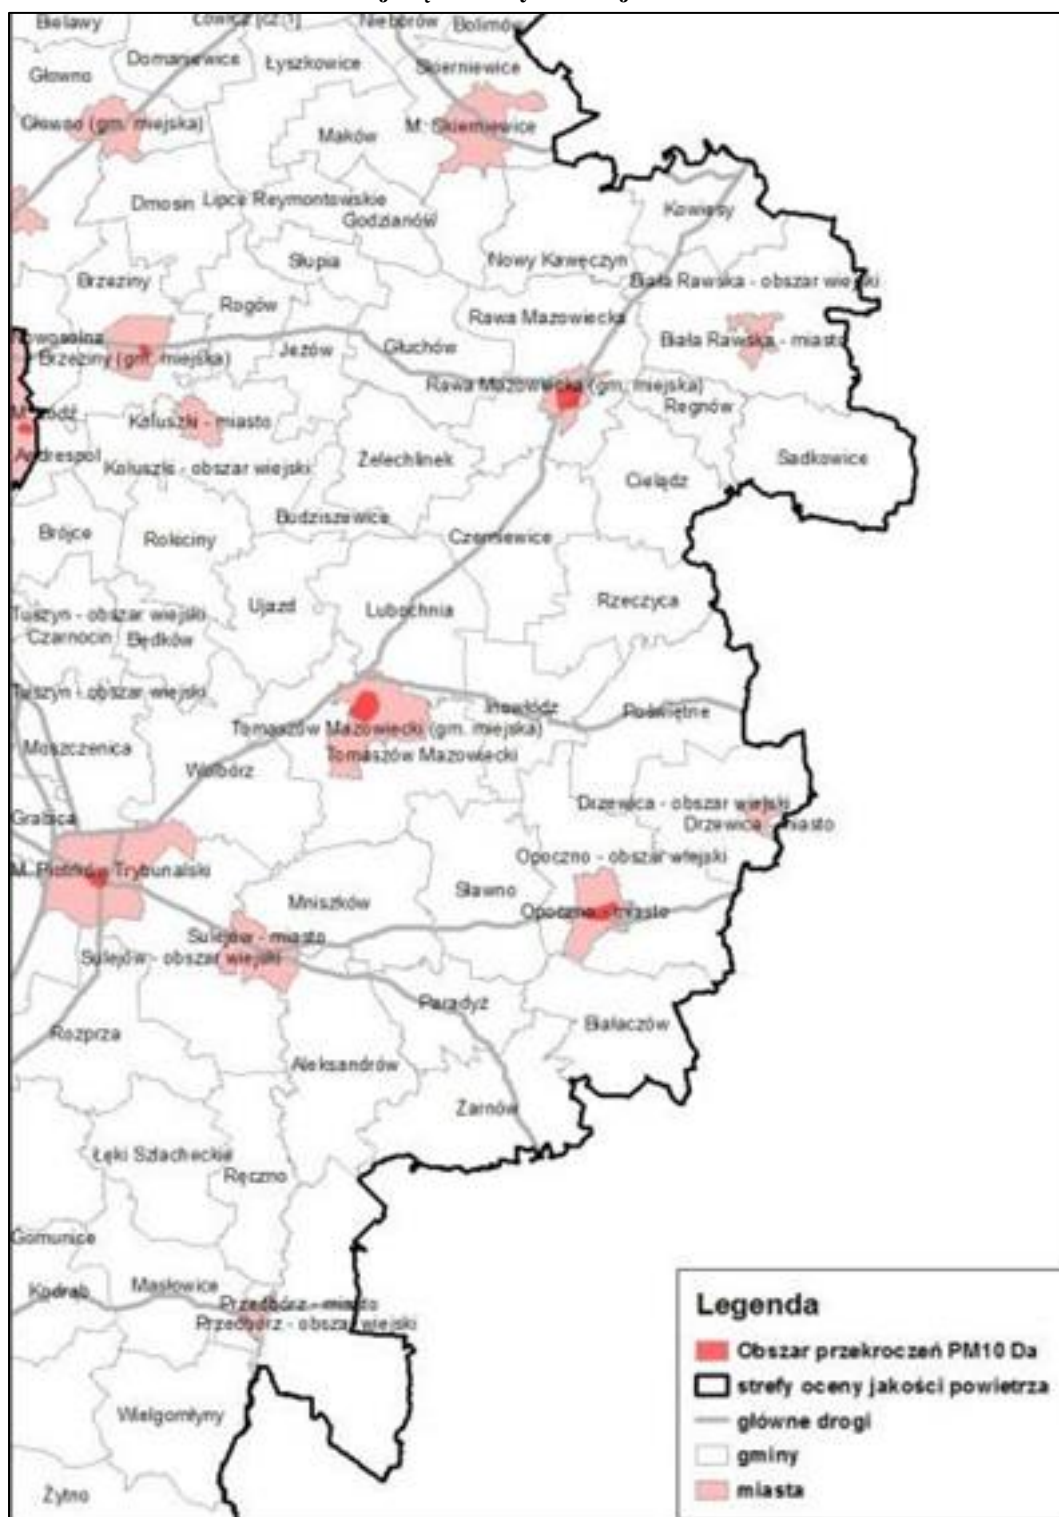 Bielawy
Łowicz [cz.1]
Nieborów
Bolimów
Domaniewice
Łyszkowice
Skierniewice
Głowno
Głowno (gm. miejska)
Maków
M. Skierniewice
Dmosin
Lipce Reymontowskie
Godzianów
Kowiesy
Słupia
Nowy Kawęczyn
Brzeziny
Biała Rawska - obszar wiejski
Rogów
Rawa Mazowiecka
Nowosolna
Brzeziny (gm. miejska)
Jeżów
Głuchów
Biała Rawska - miasto
Rawa Mazowiecka (gm. miejska)
Regnów
M. Łódź
Koluszki - miasto
Andrespol
Koluszki - obszar wiejski
Żelechlinek
Sadkowice
Cielądz
Budziszewice
Brójce
Rokiciny
Czerniewice
Tuszyn - obszar wiejski
Ujazd
Lubochnia
Rzeczyca
Czarnocin
Będków
Tuszyn - obszar wiejski
Inowłódz
Poświętne
Tomaszów Mazowiecki (gm. miejska)
Moszczenica
Tomaszów Mazowiecki
Wolbórz
Grabica
Drzewica - obszar wiejski
Drzewica - miasto
Opoczno - obszar wiejski
M. Piotrków Trybunalski
Sławno
Mniszków
Opoczno - miasto
Sulejów - miasto
Sulejów - obszar wiejski
Paradyż
Białaczów
Rozprza
Aleksandrów
Żarnów
Łęki Szlacheckie
Ręczno
Gomunice
Kodrąb
Masłowice
Przedbórz - miasto
Przedbórz - obszar wiejski
Wielgomłyny
Żytno
Legenda
Obszar przekroczeń PM10 Da
strefy oceny jakości powietrza
główne drogi
gminy
miasta